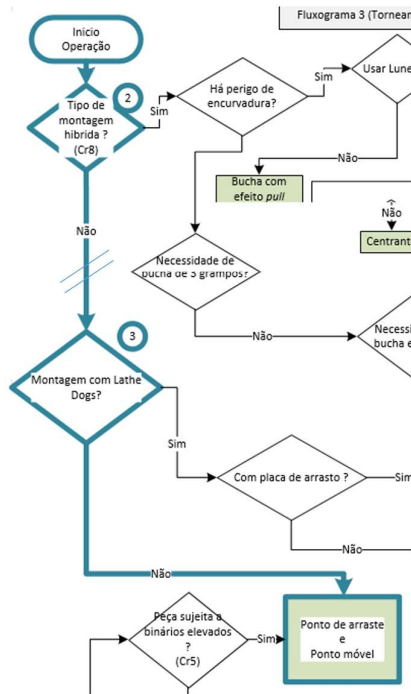 Fluxograma 3 (Tornear
Inicio
Operação
2
Tipo de
montagem
hibrida ?
(Cr8)
Sim
Há perigo de
encurvadura?
Sim
Usar Lune
Não
Bucha com
efeito pull
Não
Centrant
Não
Necessidade de
bucha de 3 grampos?
Não
Necessi
bucha e
3
Montagem com Lathe
Dogs?
Sim
Com placa de arrasto ?
Sim
Não
Não
Peça sujeita a
binários elevados
?
(Cr5)
Sim
Ponto de arraste
e
Ponto móvel